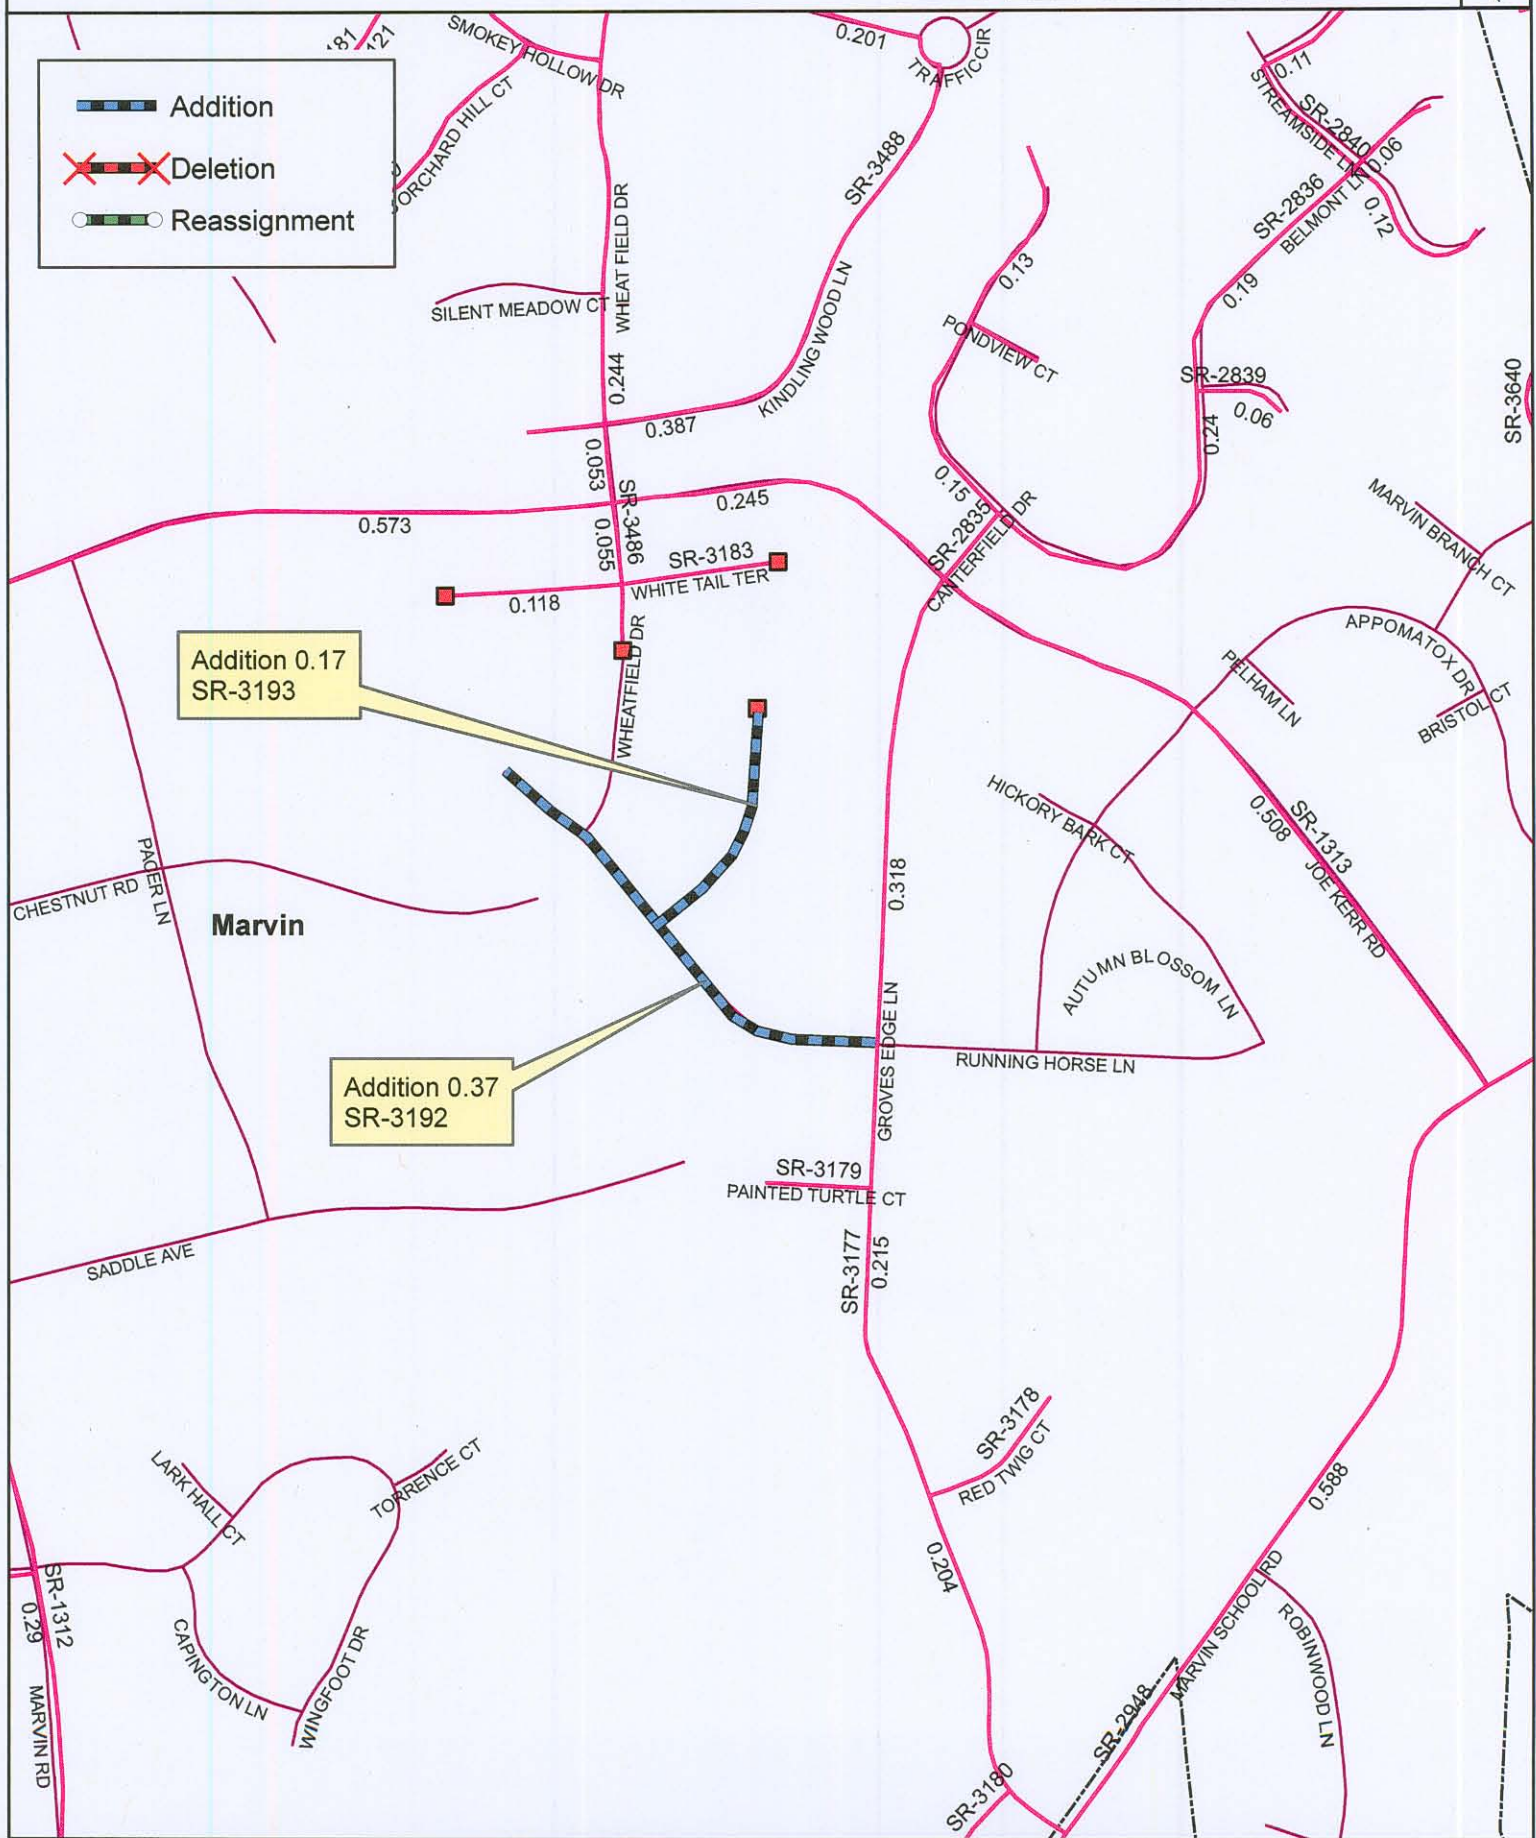 Addition
Deletion
Reassignment
121
SMOKEY HOLLOW DR
ORCHARD HILL CT
0.201
TRAFFIC CIR
SR-3488
KINDLING WOOD LN
WHEAT FIELD DR
SILENT MEADOW CT
0.244
0.387
0.053
SR-3486
0.055
0.573
0.245
SR-3183
WHITE TAIL TER
0.118
WHEATFIELD DR
0.11
STREAMSIDE LN
SR-2840
0.06
SR-2836
BELMONT LN
0.12
0.19
0.13
PONDVIEW CT
SR-2839
0.06
0.24
SR-3640
0.15
SR-2835
CANTERFIELD DR
MARVIN BRANCH CT
APPOMATOX DR
PELHAM LN
BRISTOL CT
Addition 0.17
SR-3193
HICKORY BARK CT
0.508
SR-1313
JOE KERR RD
0.318
PACER LN
CHESTNUT RD
Marvin
AUTUMN BLOSSOM LN
GROVES EDGE LN
RUNNING HORSE LN
Addition 0.37
SR-3192
SR-3179
PAINTED TURTLE CT
SR-3177
0.215
SADDLE AVE
SR-3178
RED TWIG CT
LARK HALL CT
TORRENCE CT
0.588
0.204
SR-1312
0.29
MARVIN RD
CAPINGTON LN
WINGFOOT DR
MARVIN SCHOOL RD
ROBINWOOD LN
SR-2948
SR-3180